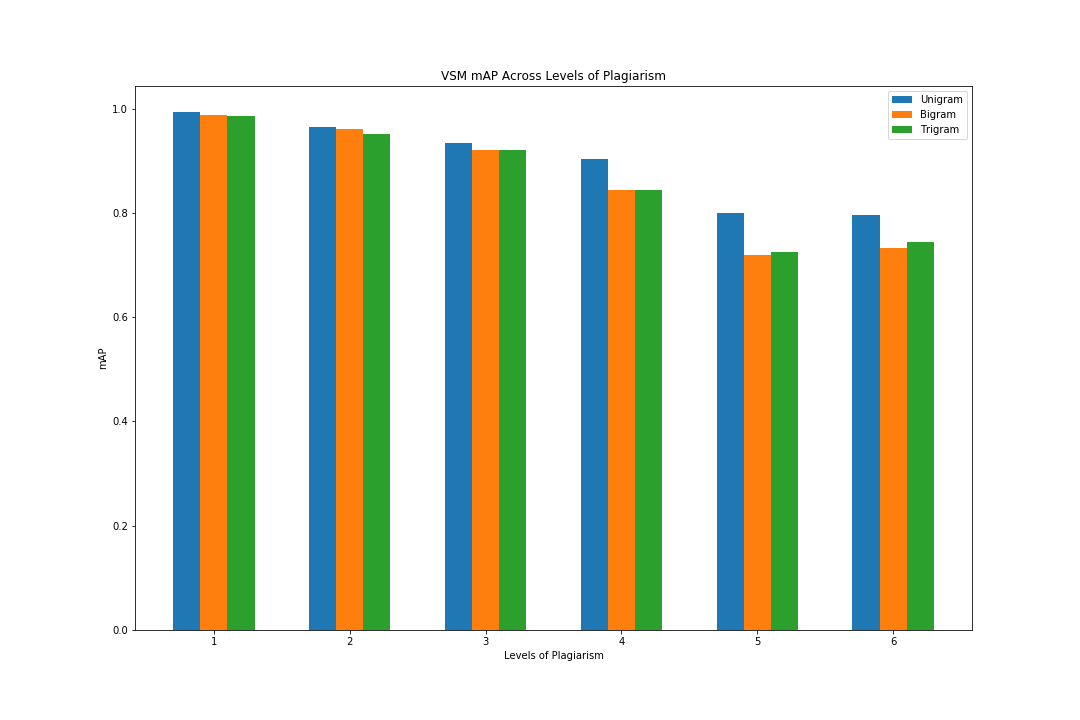 VSM mAP Across Levels of Plagiarism
Unigram
Bigram
Trigram
1.0
0.8
0.6
0.4
0.2
0.0
mAP
1 2 3 4 5 6
Levels of Plagiarism